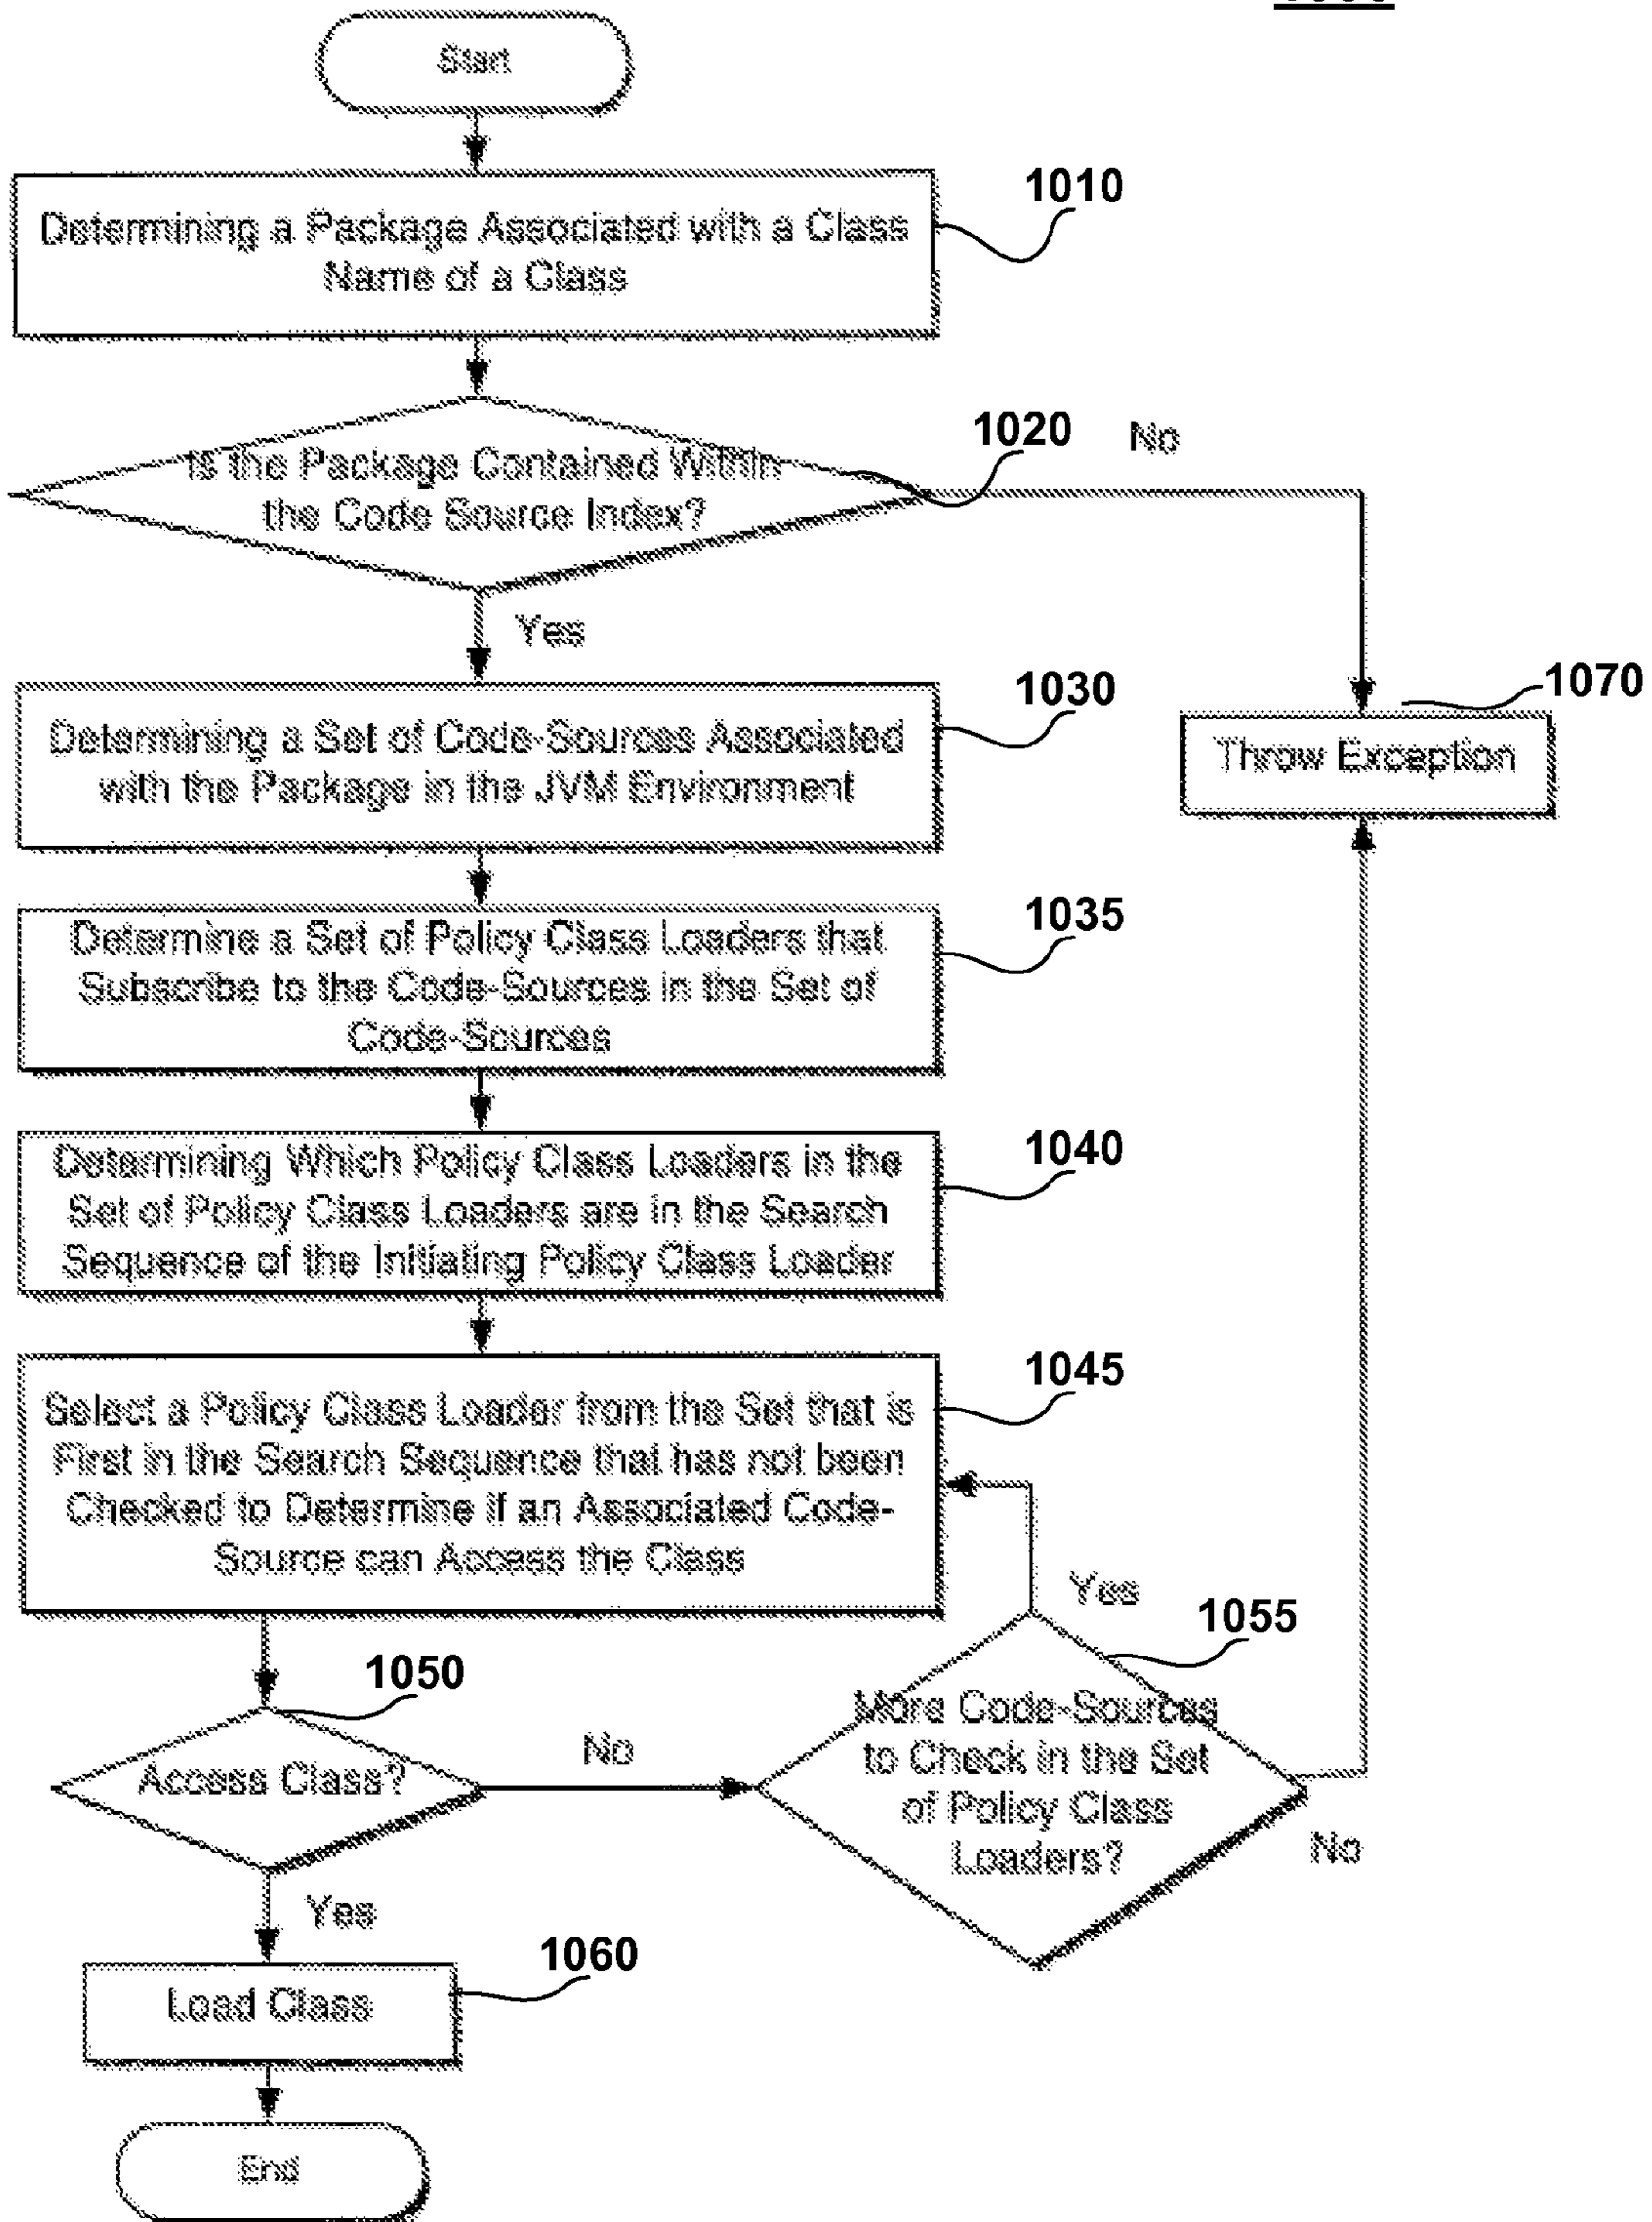 Start
1010
Determining a Package Associated with a Class
Name of a Class
1020
No
Is the Package Contained Within
the Code Source Index?
Yes
1030
1070
Determining a Set of Code-Sources Associated
with the Package in the JVM Environment
Throw Exception
1035
Determine a Set of Policy Class Loaders that
Subscribe to the Code-Sources in the Set of
Code-Sources
1040
Determining Which Policy Class Loaders in the
Set of Policy Class Loaders are in the Search
Sequence of the Initiating Policy Class Loader
1045
Select a Policy Class Loader from the Set that is
First in the Search Sequence that has not been
Checked to Determine if an Associated Code-
Source can Access the Class
Yes
1055
1050
More Code-Sources
to Check in the Set
of Policy Class
Loaders?
No
Access Class?
No
Yes
1060
Load Class
End